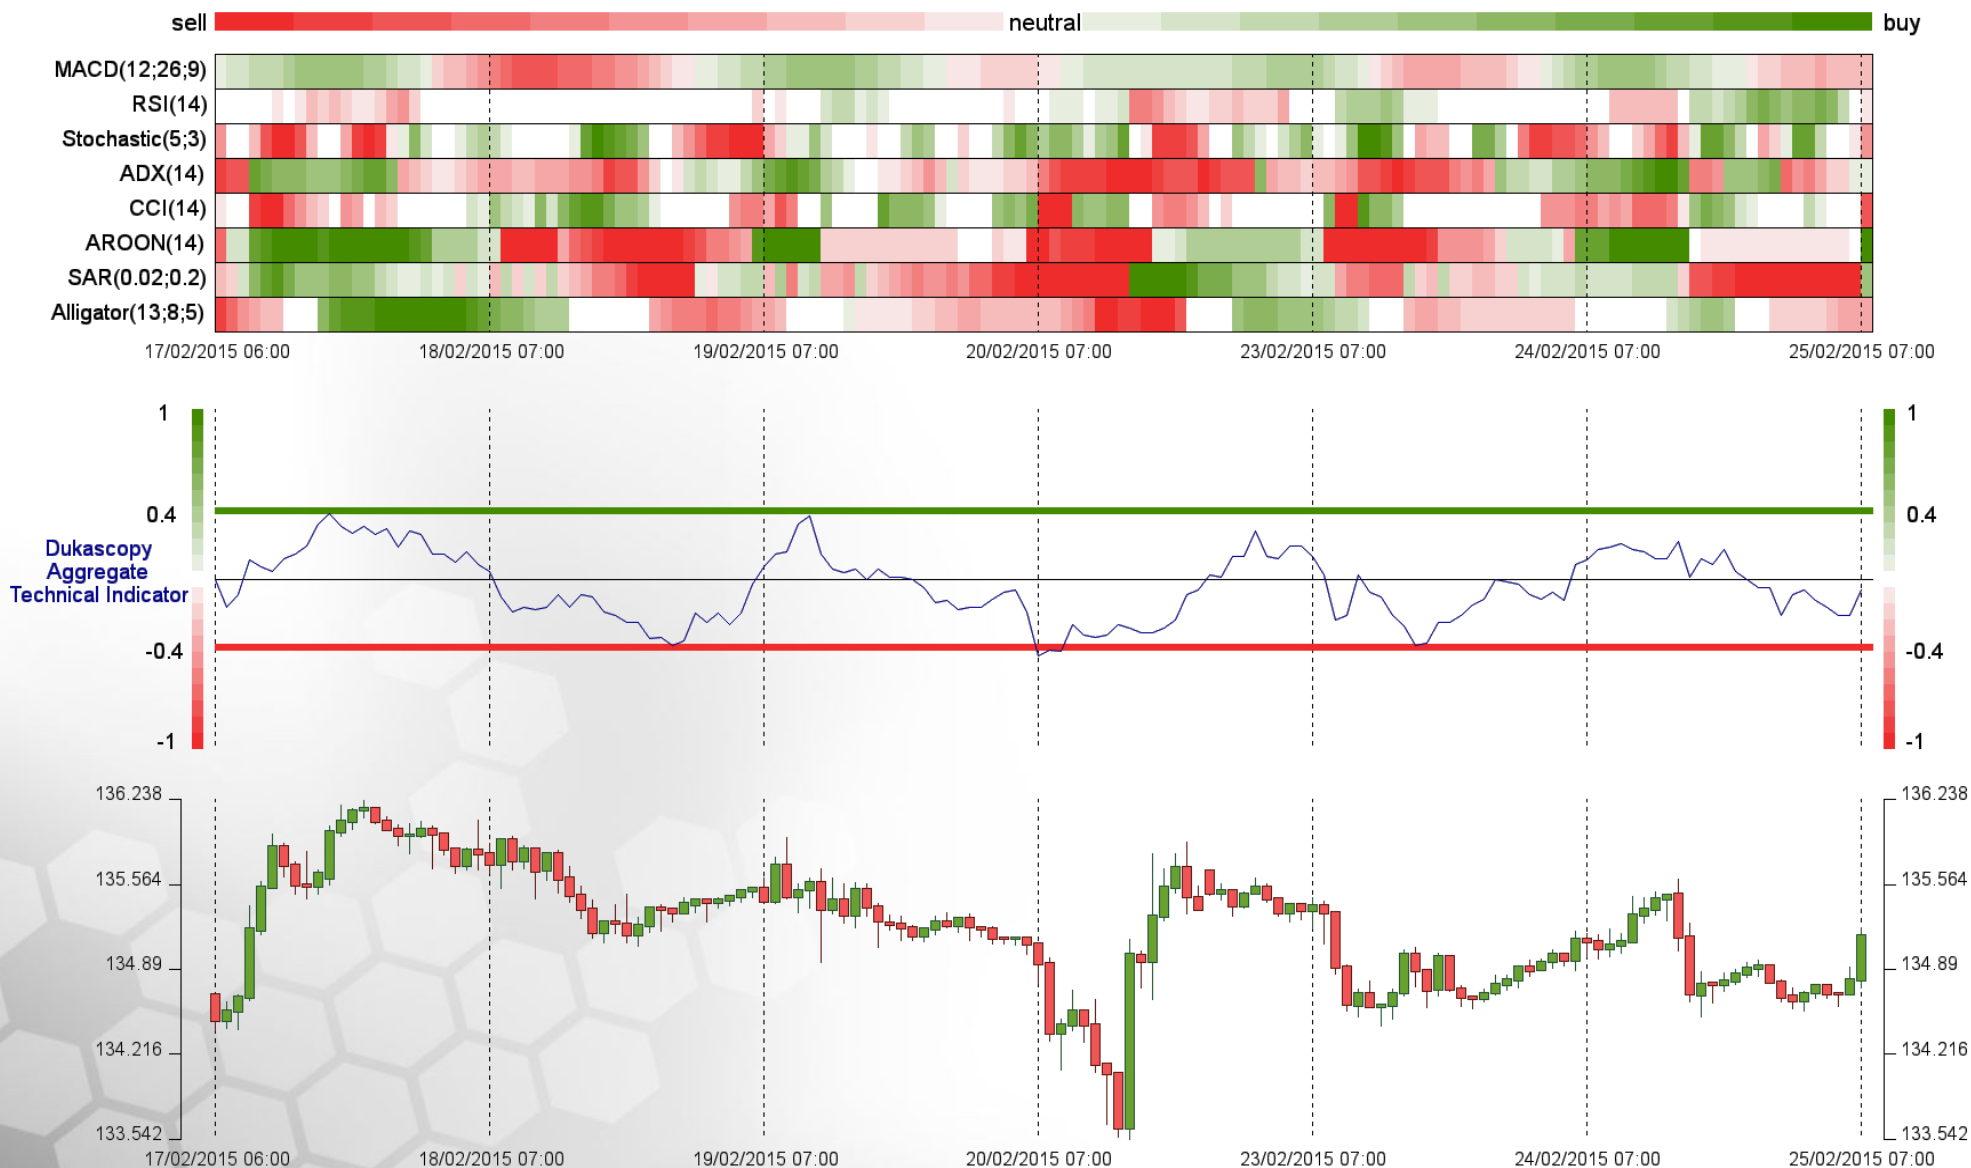 sell neutral buy
MACD(12;26;9)
RSI(14)
Stochastic(5;3)
ADX(14)
CCI(14)
AROON(14)
SAR(0.02;0.2)
Alligator(13;8;5)
17/02/2015 06:00 18/02/2015 07:00 19/02/2015 07:00 20/02/2015 07:00 23/02/2015 07:00 24/02/2015 07:00 25/02/2015 07:00
1 1
0.4 0.4
Dukascopy
Aggregate
Technical Indicator
-0.4 -0.4
-1 -1
136.238 136.238
135.564 135.564
134.89 134.89
134.216 134.216
133.542 133.542
17/02/2015 06:00 18/02/2015 07:00 19/02/2015 07:00 20/02/2015 07:00 23/02/2015 07:00 24/02/2015 07:00 25/02/2015 07:00